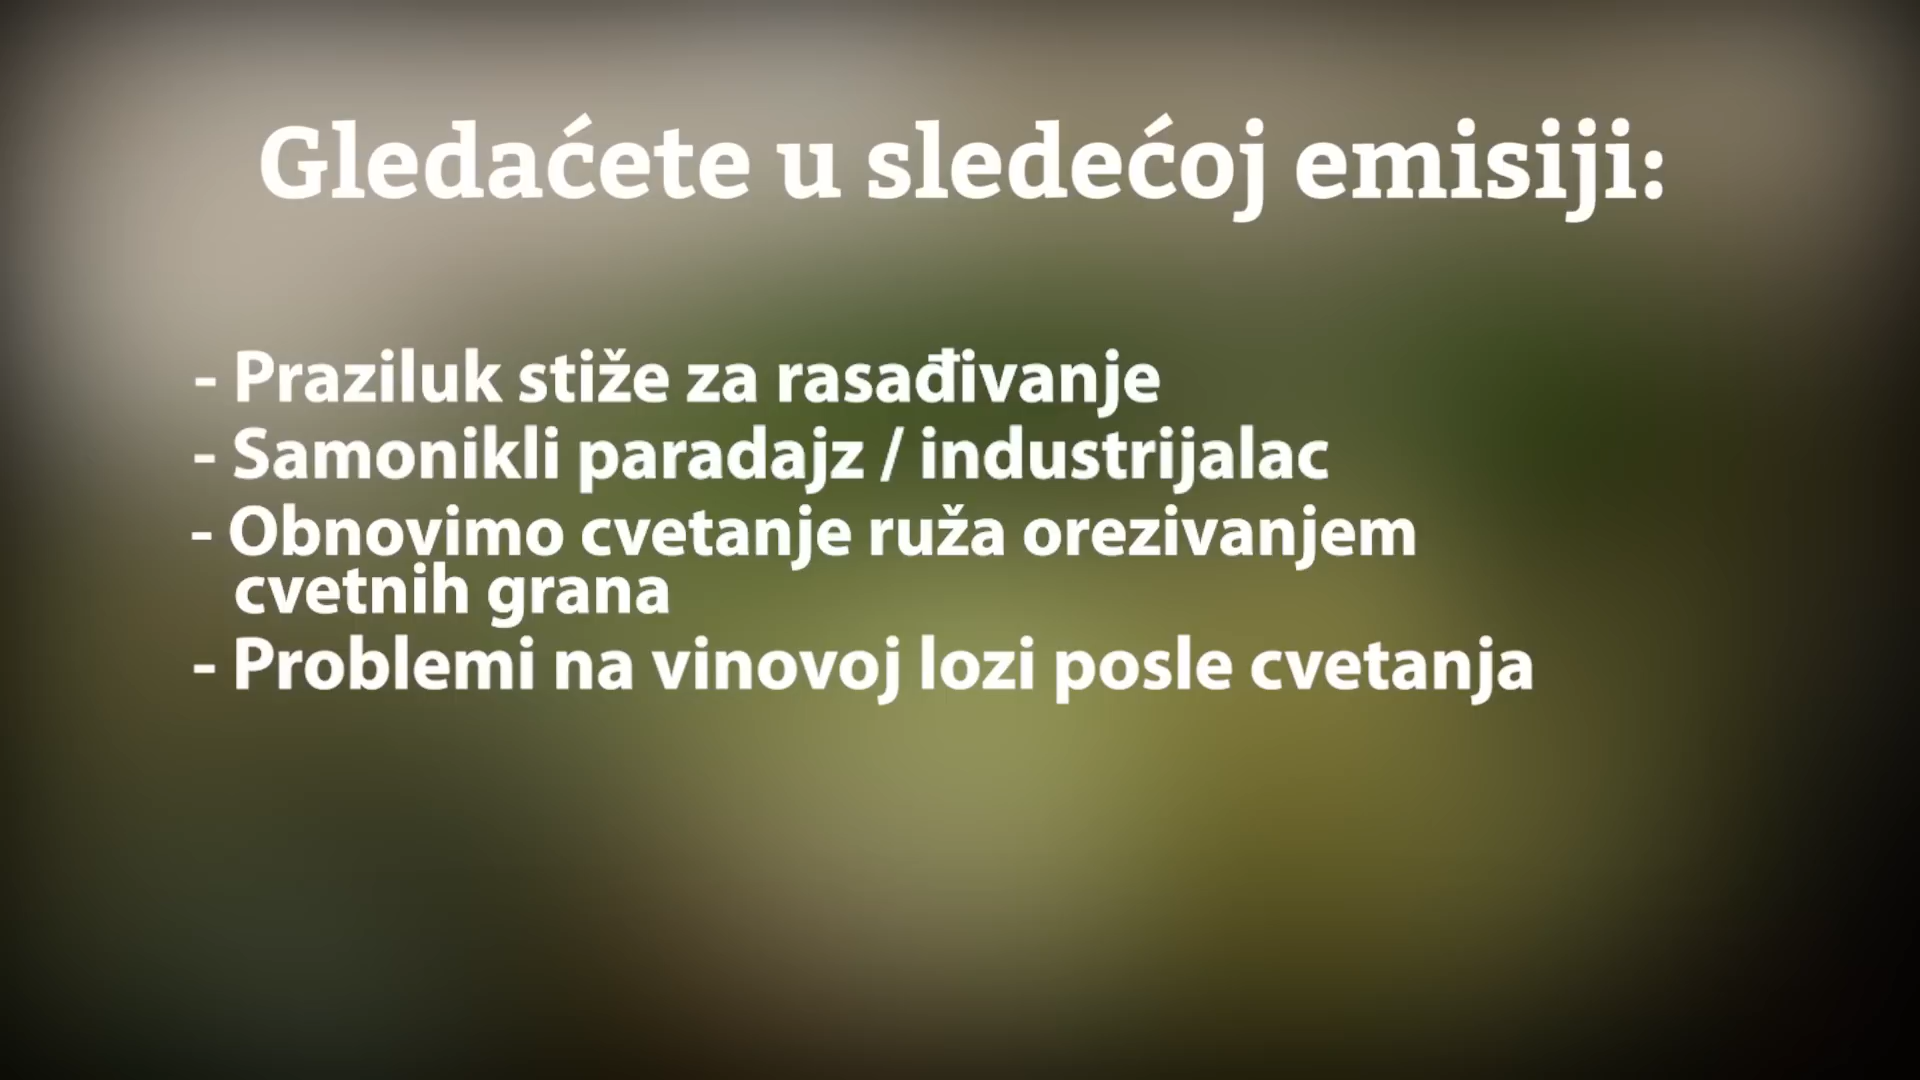 Gledaćete u sledećoj emisiji:
- Praziluk stiže za rasađivanje
- Samonikli paradajz / industrijalac
- Obnovimo cvetanje ruža orezivanjem
cvetnih grana
- Problemi na vinovoj lozi posle cvetanja